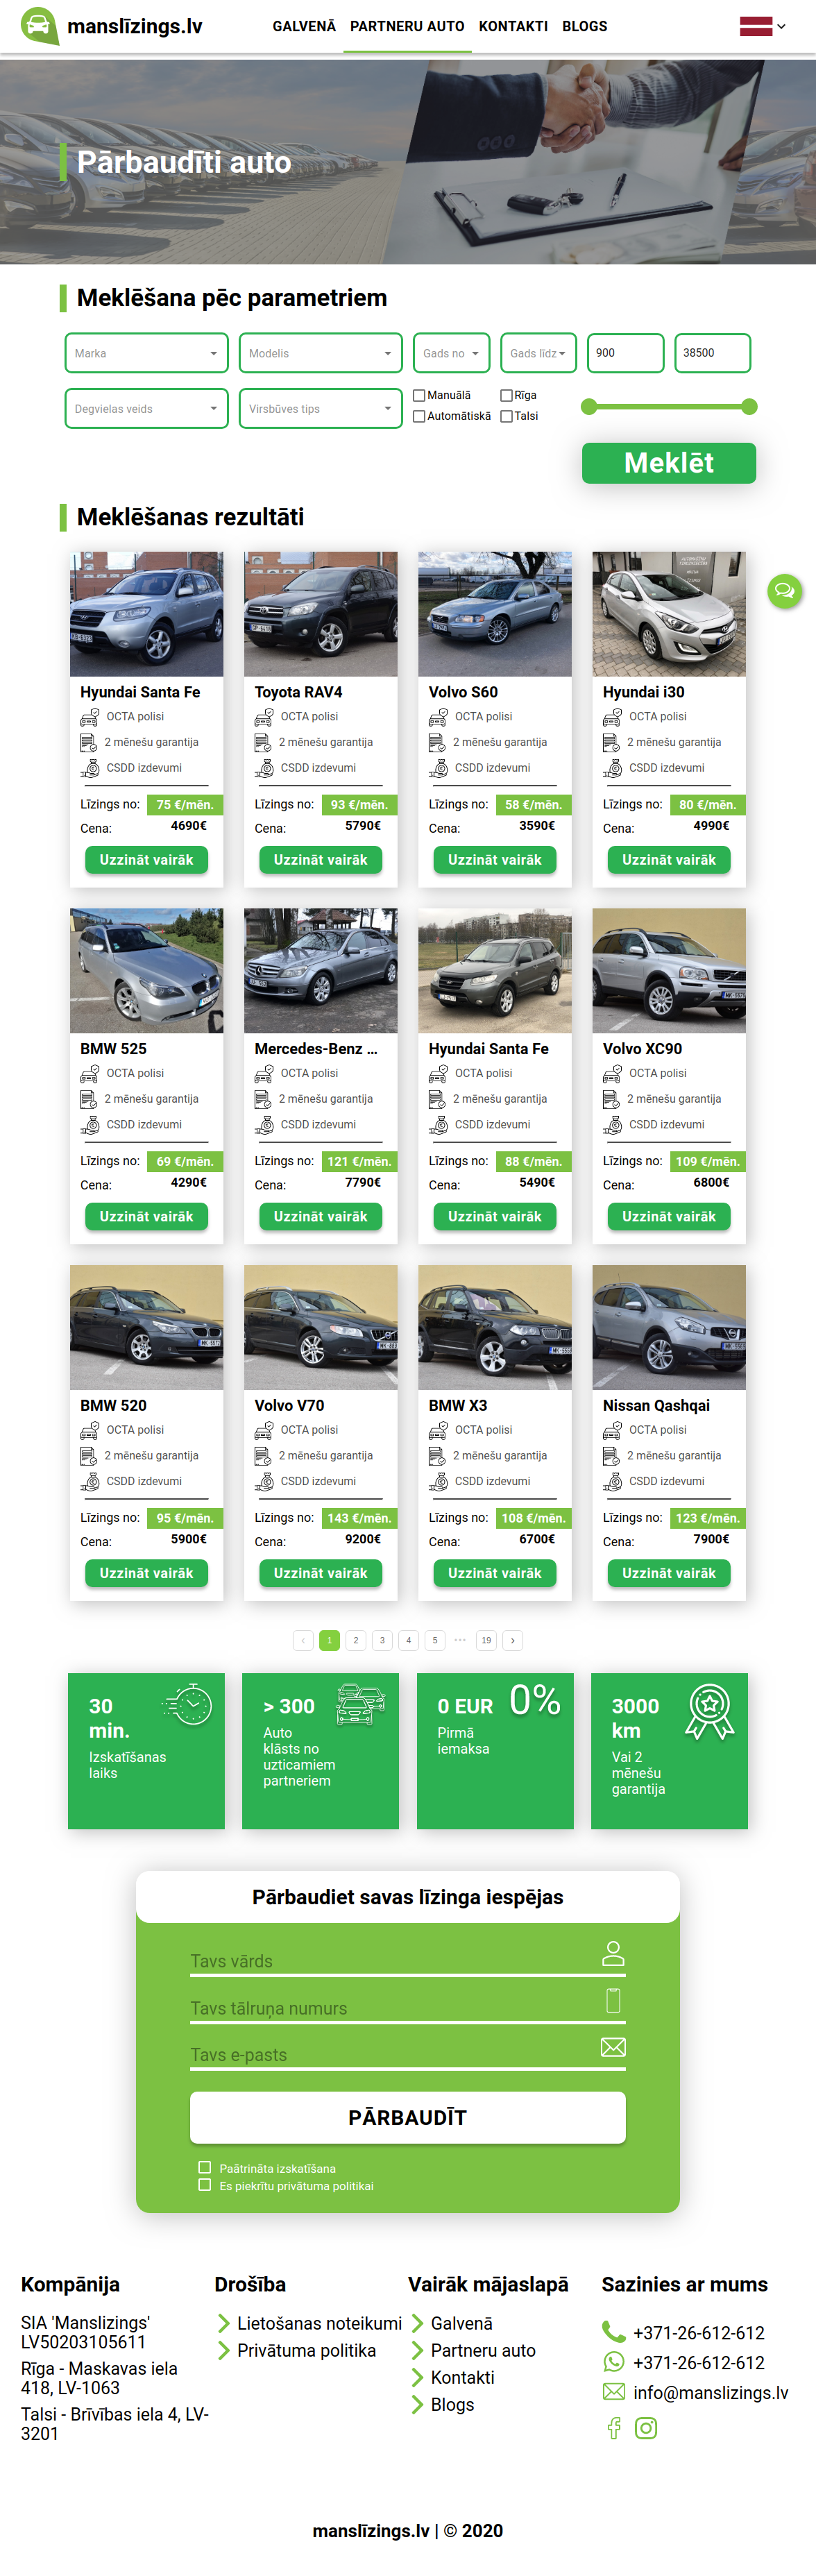 manslīzings.lv
GALVENĀ PARTNERU AUTO KONTAKTI BLOGS
Pārbaudīti auto
Meklēšana pēc parametriem
Marka Modelis Gads no Gads līdz 900 38500
Degvielas veids Virsbūves tips Manuālā Rīga
Automātiskā Talsi
Meklēt
Meklēšanas rezultāti
Hyundai Santa Fe Toyota RAV4 Volvo S60 Hyundai i30
OCTA polisi OCTA polisi OCTA polisi OCTA polisi
2 mēnešu garantija 2 mēnešu garantija 2 mēnešu garantija 2 mēnešu garantija
CSDD izdevumi CSDD izdevumi CSDD izdevumi CSDD izdevumi
Līzings no: 75 €/mēn. Līzings no: 93 €/mēn. Līzings no: 58 €/mēn. Līzings no: 80 €/mēn.
Cena: 4690€ Cena: 5790€ Cena: 3590€ Cena: 4990€
Uzzināt vairāk Uzzināt vairāk Uzzināt vairāk Uzzināt vairāk
BMW 525 Mercedes-Benz ... Hyundai Santa Fe Volvo XC90
OCTA polisi OCTA polisi OCTA polisi OCTA polisi
2 mēnešu garantija 2 mēnešu garantija 2 mēnešu garantija 2 mēnešu garantija
CSDD izdevumi CSDD izdevumi CSDD izdevumi CSDD izdevumi
Līzings no: 69 €/mēn. Līzings no: 121 €/mēn. Līzings no: 88 €/mēn. Līzings no: 109 €/mēn.
Cena: 4290€ Cena: 7790€ Cena: 5490€ Cena: 6800€
Uzzināt vairāk Uzzināt vairāk Uzzināt vairāk Uzzināt vairāk
BMW 520 Volvo V70 BMW X3 Nissan Qashqai
OCTA polisi OCTA polisi OCTA polisi OCTA polisi
2 mēnešu garantija 2 mēnešu garantija 2 mēnešu garantija 2 mēnešu garantija
CSDD izdevumi CSDD izdevumi CSDD izdevumi CSDD izdevumi
Līzings no: 95 €/mēn. Līzings no: 143 €/mēn. Līzings no: 108 €/mēn. Līzings no: 123 €/mēn.
Cena: 5900€ Cena: 9200€ Cena: 6700€ Cena: 7900€
Uzzināt vairāk Uzzināt vairāk Uzzināt vairāk Uzzināt vairāk
‹ 1 2 3 4 5 ••• 19 ›
30
min.
Izskatīšanas
laiks
> 300
Auto
klāsts no
uzticamiem
partneriem
0 EUR 0%
Pirmā
iemaksa
3000
km
Vai 2
mēnešu
garantija
Pārbaudiet savas līzinga iespējas
Tavs vārds
Tavs tālruņa numurs
Tavs e-pasts
PĀRBAUDĪT
Paātrināta izskatīšana
Es piekrītu privātuma politikai
Kompānija
SIA 'Manslizings'
LV50203105611
Rīga - Maskavas iela
418, LV-1063
Talsi - Brīvības iela 4, LV-
3201
Drošība
Lietošanas noteikumi
Privātuma politika
Vairāk mājaslapā
Galvenā
Partneru auto
Kontakti
Blogs
Sazinies ar mums
+371-26-612-612
+371-26-612-612
info@manslizings.lv
manslīzings.lv | © 2020